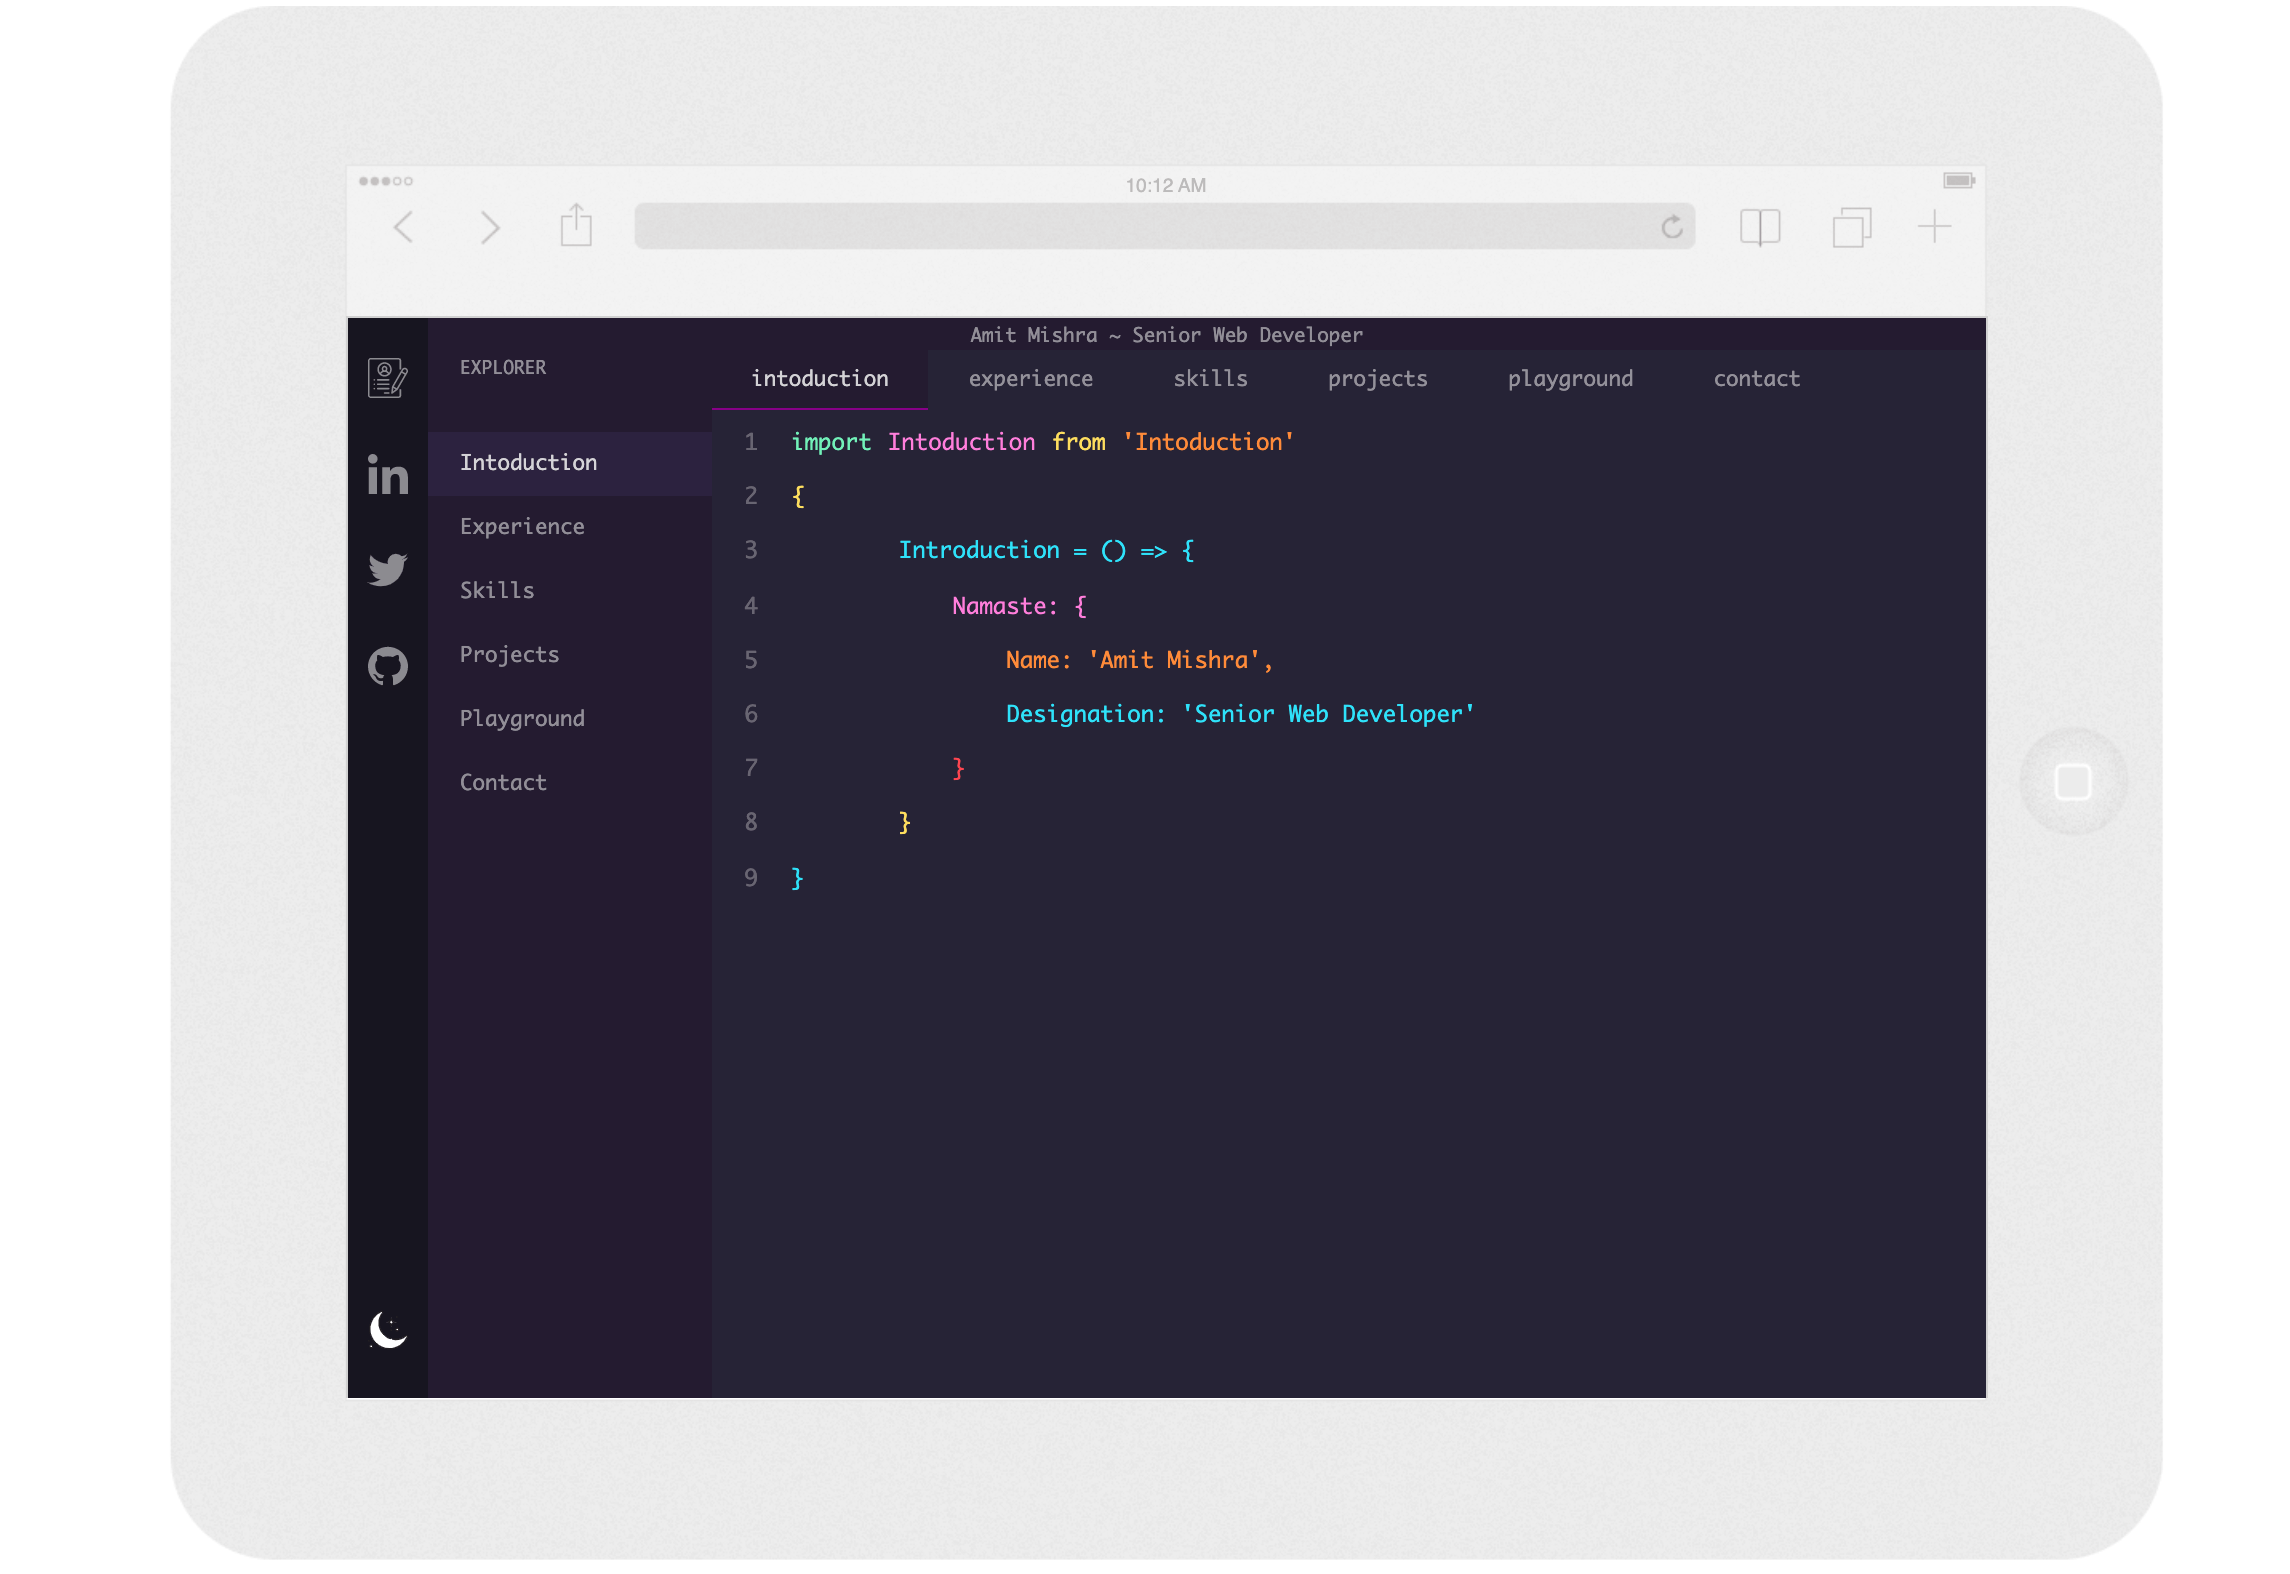 10:12 AM
Amit Mishra ~ Senior Web Developer
EXPLORER
Intoduction
Experience
Skills
Projects
Playground
Contact
intoduction experience skills projects playground contact
1 import Intoduction from 'Intoduction'
2 {
3 Introduction = () => {
4 Namaste: {
5 Name: 'Amit Mishra',
6 Designation: 'Senior Web Developer'
7 }
8 }
9 }
in